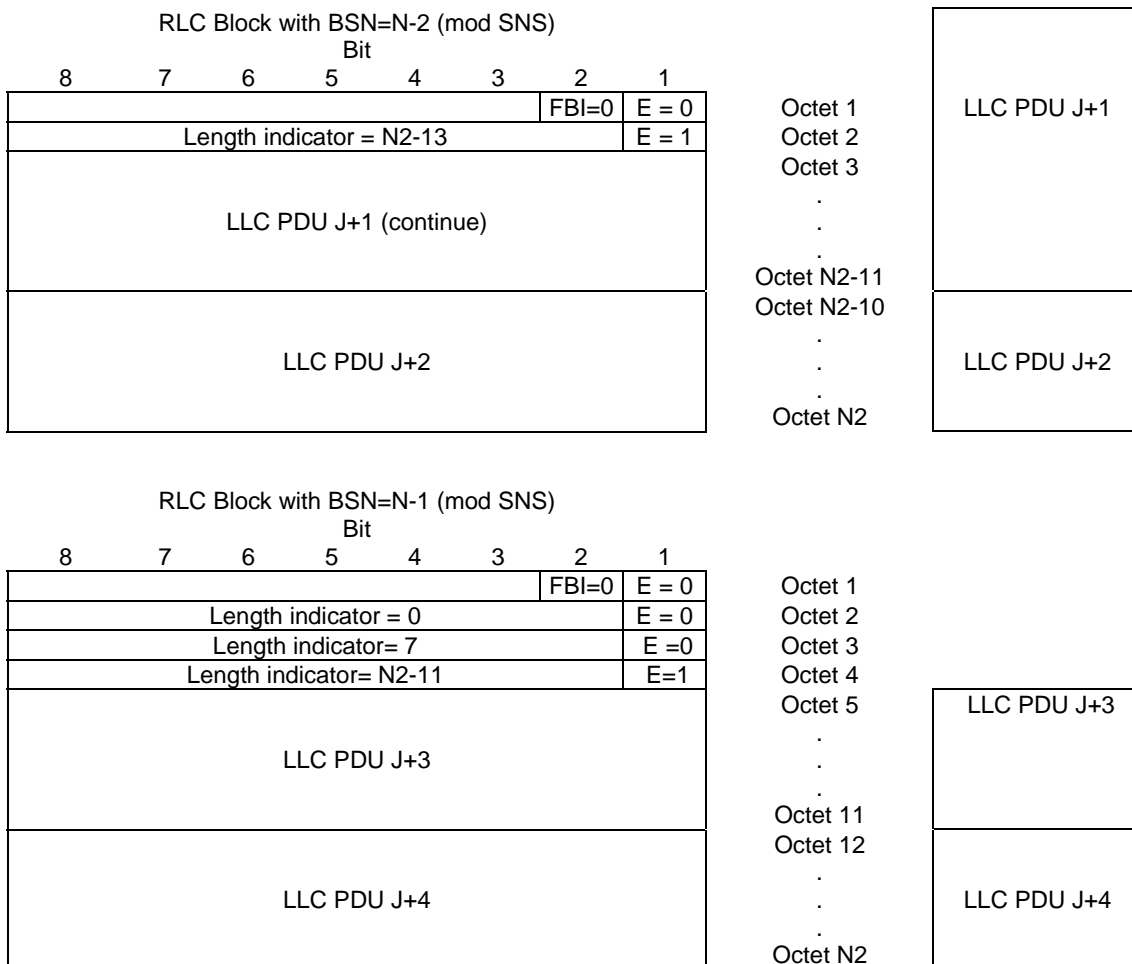 RLC Block with BSN=N-2 (mod SNS)
Bit
8 7 6 5 4 3 2 1
FBI=0 E = 0 Octet 1 LLC PDU J+1
Length indicator = N2-13 E = 1 Octet 2
Octet 3
.
LLC PDU J+1 (continue) .
.
Octet N2-11
Octet N2-10
.
LLC PDU J+2 . LLC PDU J+2
.
Octet N2
RLC Block with BSN=N-1 (mod SNS)
Bit
8 7 6 5 4 3 2 1
FBI=0 E = 0 Octet 1
Length indicator = 0 E = 0 Octet 2
Length indicator= 7 E =0 Octet 3
Length indicator= N2-11 E=1 Octet 4
Octet 5 LLC PDU J+3
.
LLC PDU J+3 .
.
Octet 11
Octet 12
.
LLC PDU J+4 . LLC PDU J+4
.
Octet N2